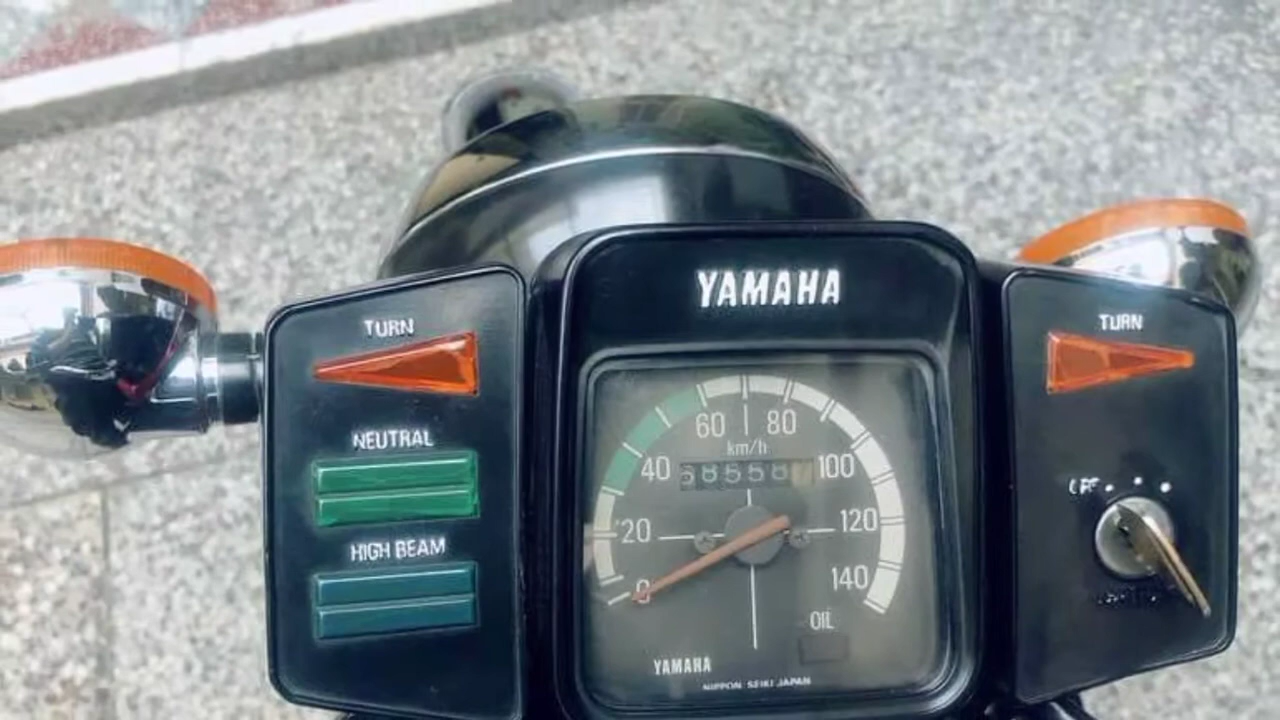 YAMAHA
TURN
NEUTRAL
HIGH BEAM
60 80
km/h
40 100
20 120
0 140
OIL
YAMAHA
NIPPON SEIKI JAPAN
TURN
OFF